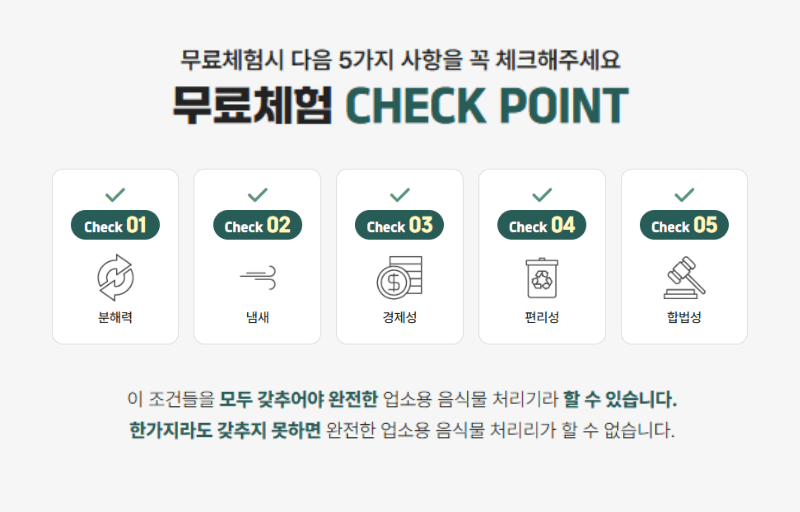 무료체험시 다음 5가지 사항을 꼭 체크해주세요
무료체험 CHECK POINT
Check 01
분해력
Check 02
냄새
Check 03
경제성
Check 04
편리성
Check 05
합법성
이 조건들을 모두 갖추어야 완전한 업소용 음식물 처리기라 할 수 있습니다.
한가지라도 갖추지 못하면 완전한 업소용 음식물 처리리가 할 수 없습니다.